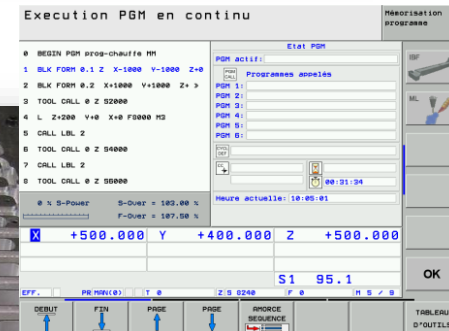 Execution PGM en continu
Mémorisation
programme
0 BEGIN PGM prog-chauffe MM
1 BLK FORM 0.1 Z X-1000 Y-1000 Z+0
2 BLK FORM 0.2 X+1000 Y+1000 Z+ »
3 TOOL CALL 0 Z S2000
4 L Z+200 Y+0 X+0 F8000 M3
5 CALL LBL 2
6 TOOL CALL 0 Z S4000
7 CALL LBL 2
8 TOOL CALL 0 Z S6000
Etat PGM
PGM actif:
PGM CALL
Programmes appelés
PGM 1:
PGM 2:
PGM 3:
PGM 4:
PGM 5:
PGM 6:
CYCL DEF
00:31:34
Heure actuelle: 10:05:01
0 % S-Power S-Over = 103.00 %
F-Over = 107.50 %
X +500.000 Y +400.000 Z +500.000
S1 95.1
EFF. PR MAN(0) T 0 Z S 6240 F 0 M 5 / 9
DEBUT
FIN
PAGE
PAGE
AMORCE
SEQUENCE
ML
OK
TABLEAU
D'OUTILS